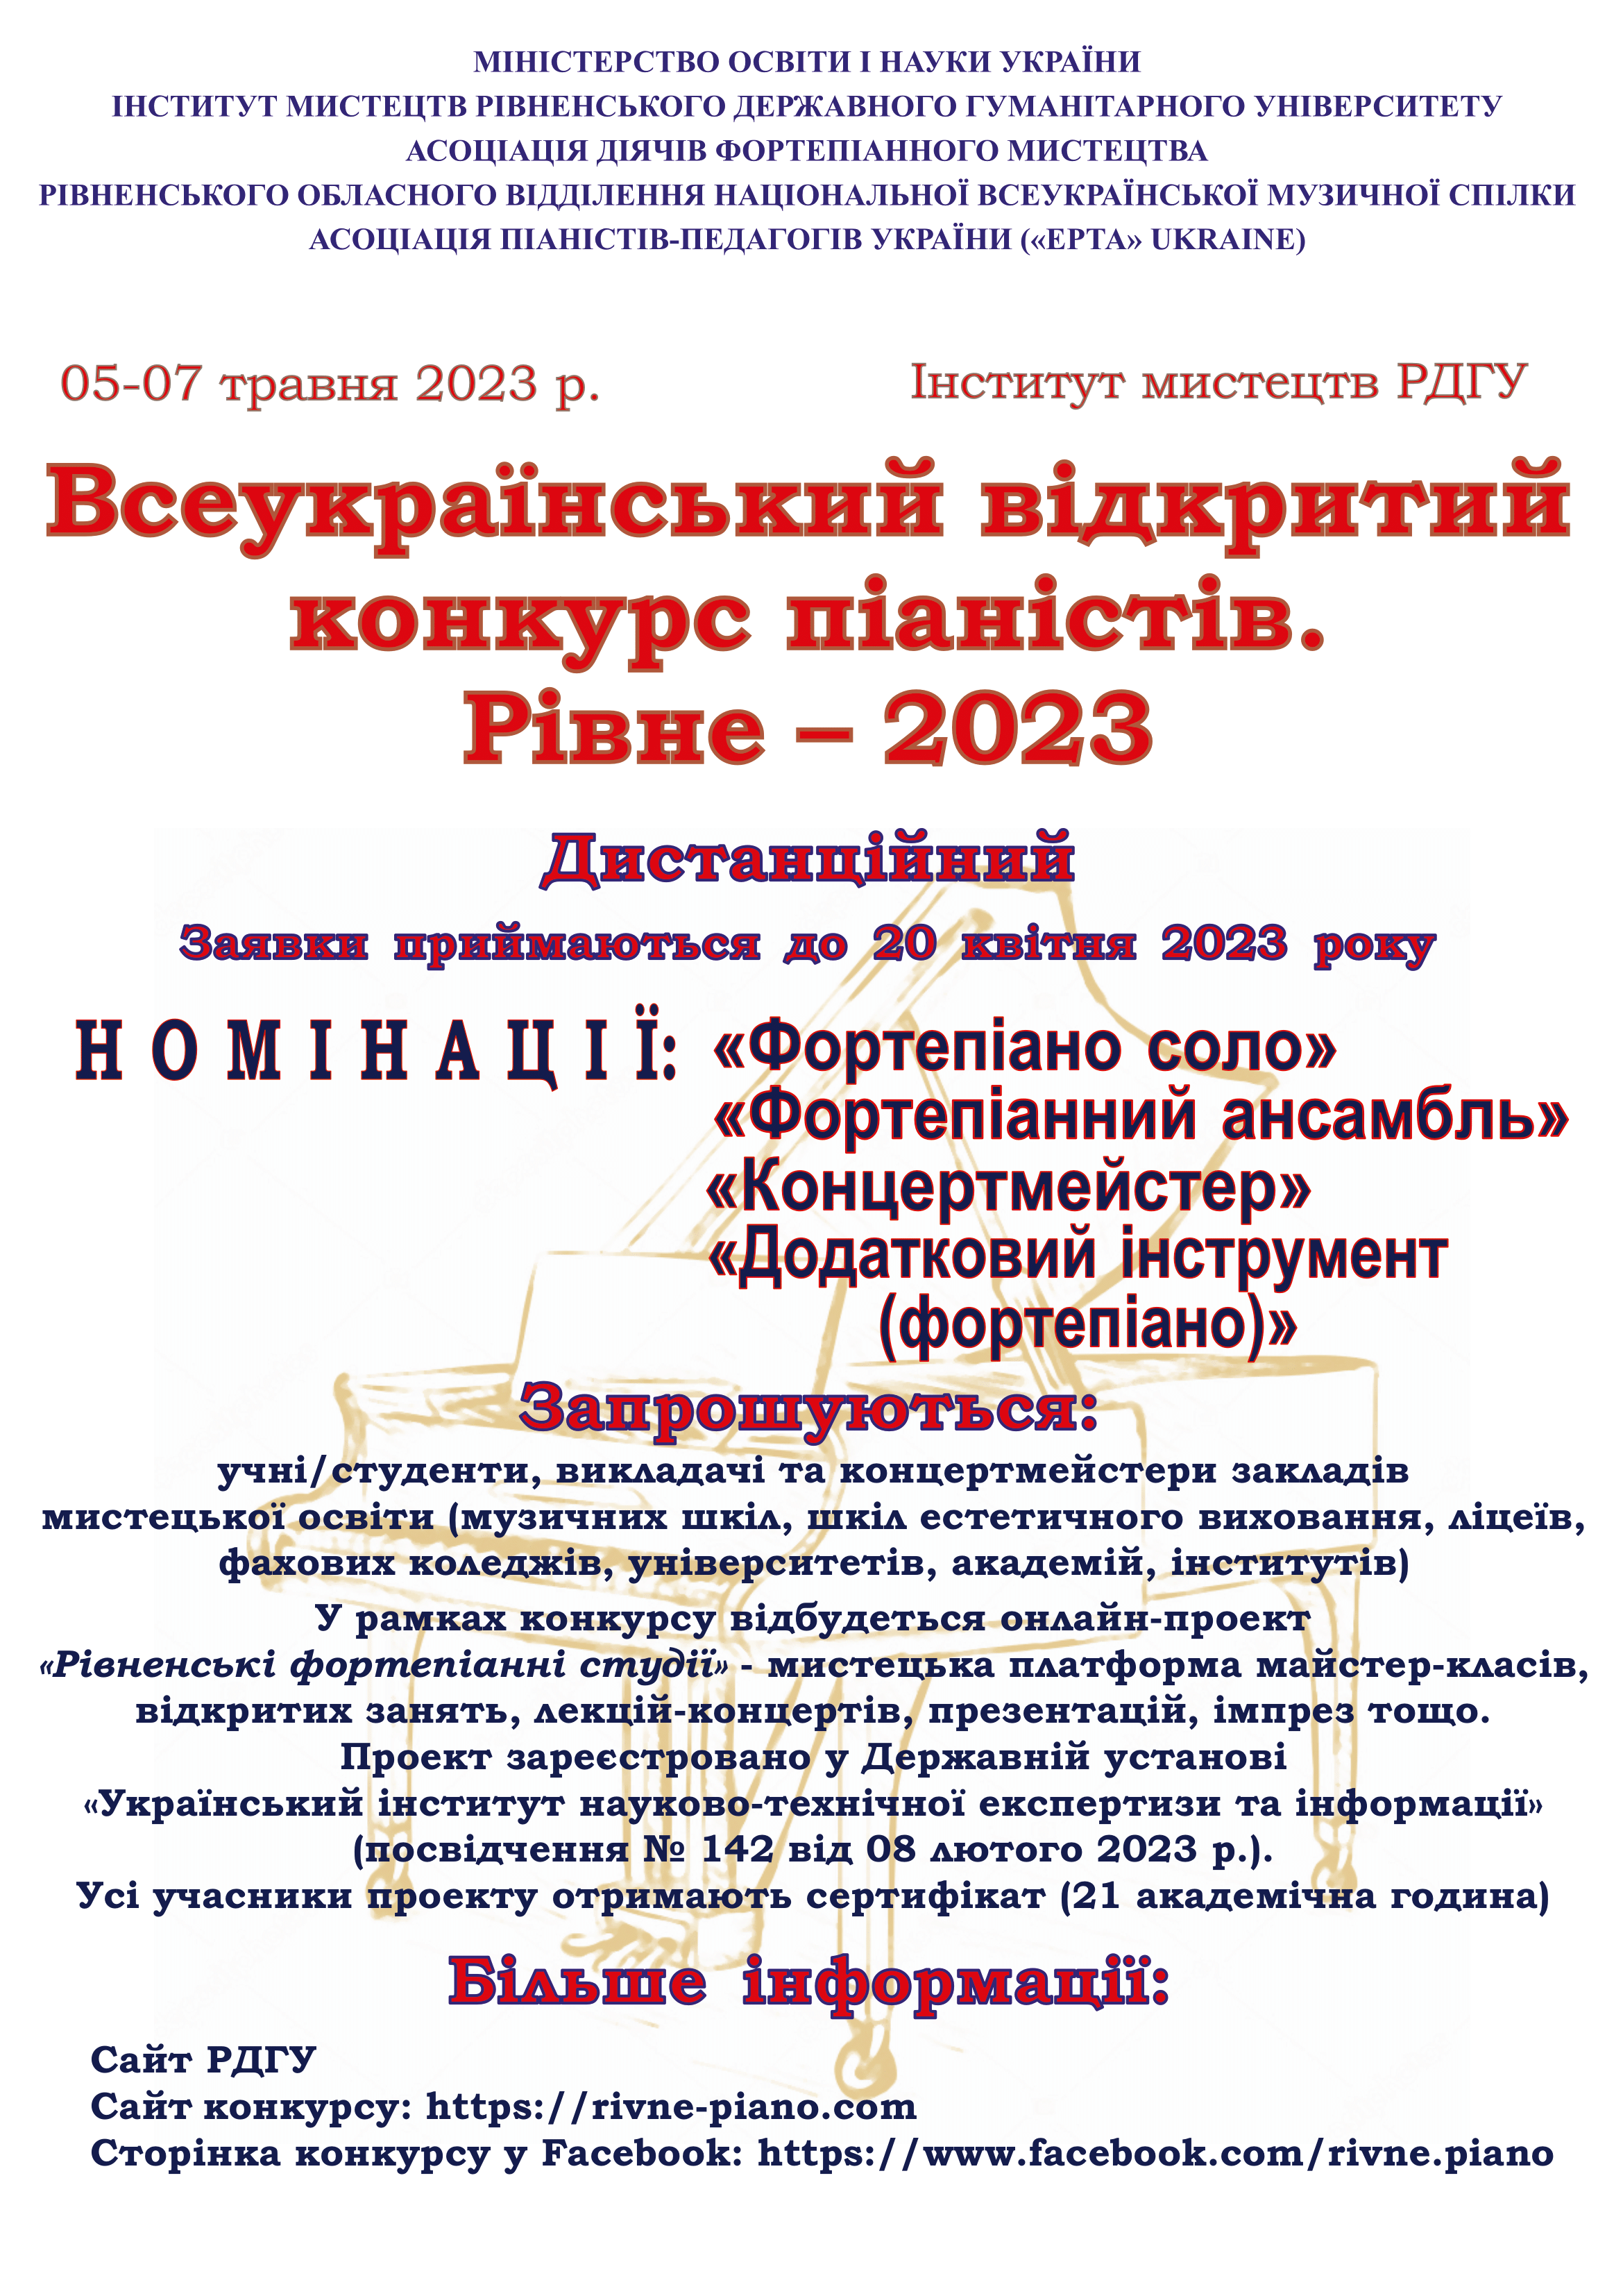 МІНІСТЕРСТВО ОСВІТИ І НАУКИ УКРАЇНИ
ІНСТИТУТ МИСТЕЦТВ РІВНЕНСЬКОГО ДЕРЖАВНОГО ГУМАНІТАРНОГО УНІВЕРСИТЕТУ
АСОЦІАЦІЯ ДІЯЧІВ ФОРТЕПІАННОГО МИСТЕЦТВА
РІВНЕНСЬКОГО ОБЛАСНОГО ВІДДІЛЕННЯ НАЦІОНАЛЬНОЇ ВСЕУКРАЇНСЬКОЇ МУЗИЧНОЇ СПІЛКИ
АСОЦІАЦІЯ ПІАНІСТІВ-ПЕДАГОГІВ УКРАЇНИ («ЕРТА» UKRAINE)
05-07 травня 2023 р.
Інститут мистецтв РДГУ
Всеукраїнський відкритий
конкурс піаністів.
Рівне – 2023
Дистанційний
Заявки приймаються до 20 квітня 2023 року
Н О М І Н А Ц І Ї: «Фортепіано соло»
«Фортепіанний ансамбль»
«Концертмейстер»
«Додатковий інструмент
(фортепіано)»
Запрошуються:
учні/студенти, викладачі та концертмейстери закладів
мистецької освіти (музичних шкіл, шкіл естетичного виховання, ліцеїв,
фахових коледжів, університетів, академій, інститутів)
У рамках конкурсу відбудеться онлайн-проект
«Рівненські фортепіанні студії» - мистецька платформа майстер-класів,
відкритих занять, лекцій-концертів, презентацій, імпрез тощо.
Проект зареєстровано у Державній установі
«Український інститут науково-технічної експертизи та інформації»
(посвідчення № 142 від 08 лютого 2023 р.).
Усі учасники проекту отримають сертифікат (21 академічна година)
Більше інформації:
Сайт РДГУ
Сайт конкурсу: https://rivne-piano.com
Сторінка конкурсу у Facebook: https://www.facebook.com/rivne.piano